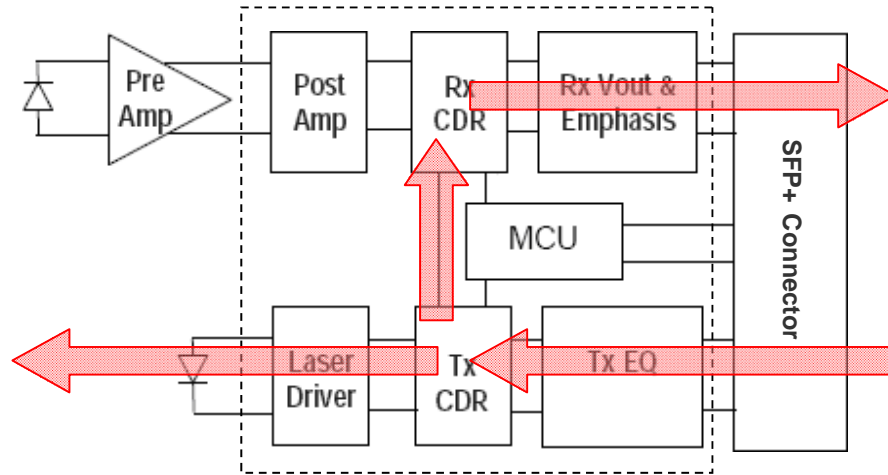 Pre
Amp
Post
Amp
Rx
CDR
Rx Vout &
Emphasis
SFP+ Connector
MCU
Laser
Driver
Tx
CDR
Tx EQ